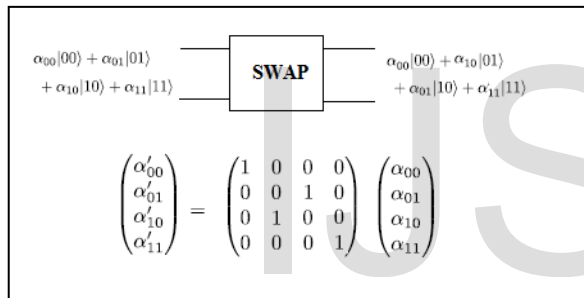 α₀₀|00⟩ + α₀₁|01⟩
+ α₁₀|10⟩ + α₁₁|11⟩
SWAP
α₀₀|00⟩ + α₁₀|01⟩
+ α₀₁|10⟩ + α₁₁|11⟩
α′₀₀ 1 0 0 0 α₀₀
α′₀₁ 0 0 1 0 α₀₁
α′₁₀ = 0 1 0 0 α₁₀
α′₁₁ 0 0 0 1 α₁₁
IJS